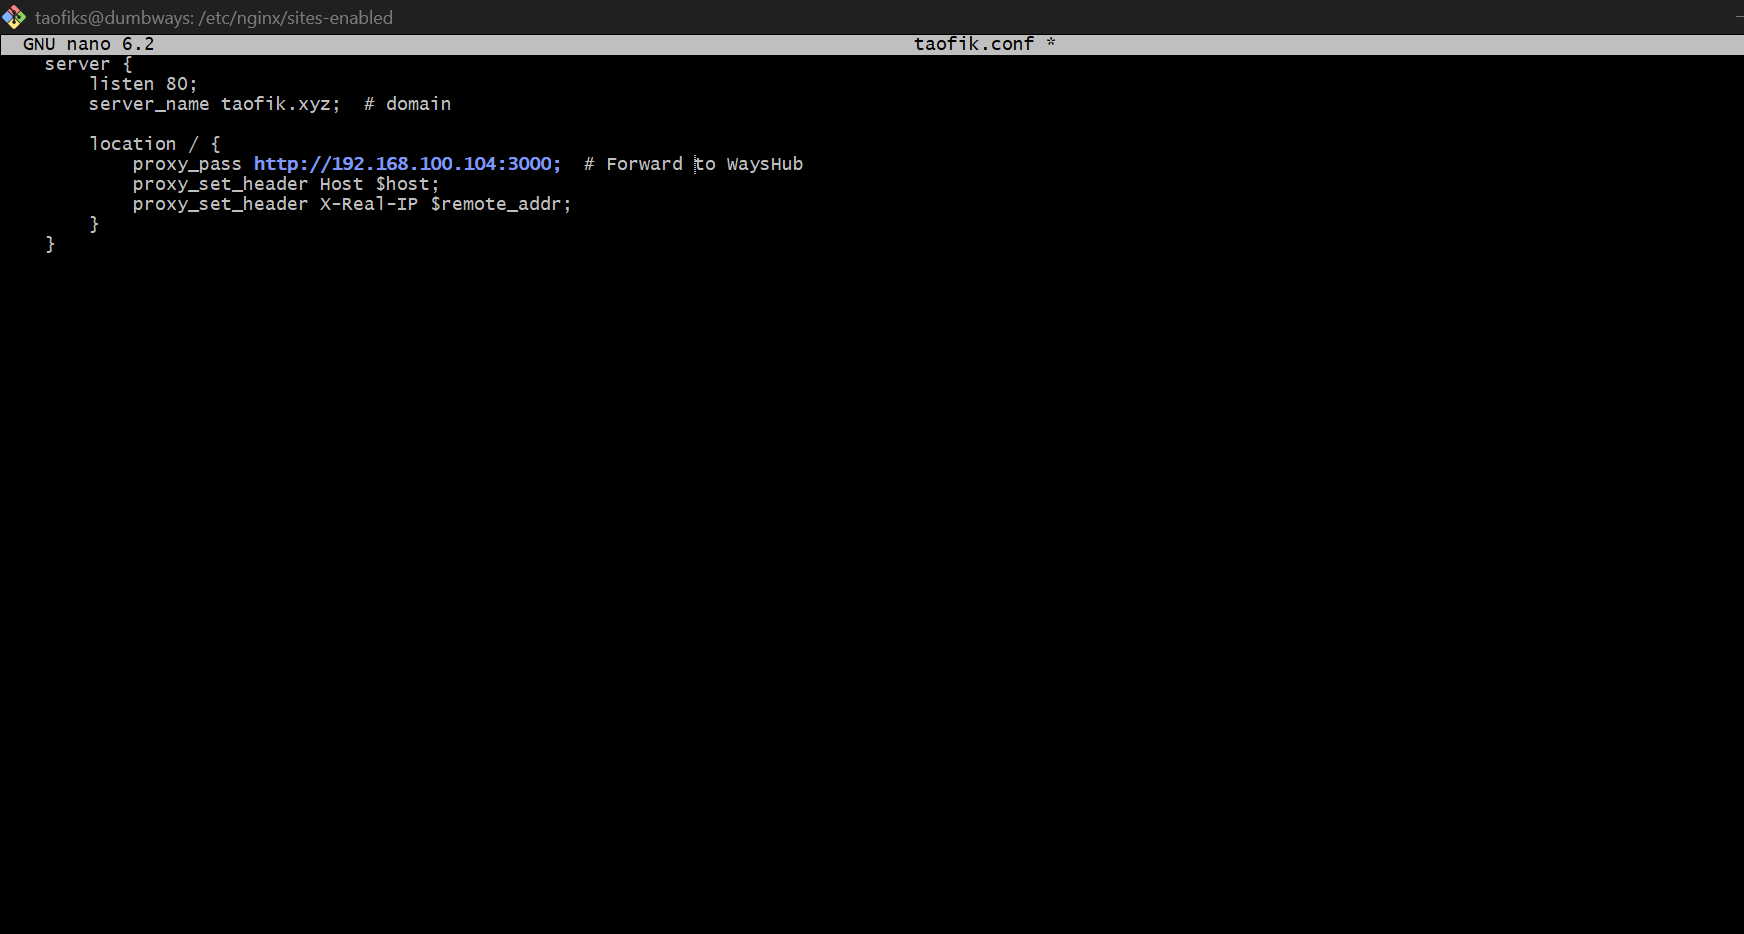 taofiks@dumbways: /etc/nginx/sites-enabled
GNU nano 6.2 taofik.conf *
server {
listen 80;
server_name taofik.xyz; # domain
location / {
proxy_pass http://192.168.100.104:3000; # Forward to WaysHub
proxy_set_header Host $host;
proxy_set_header X-Real-IP $remote_addr;
}
}